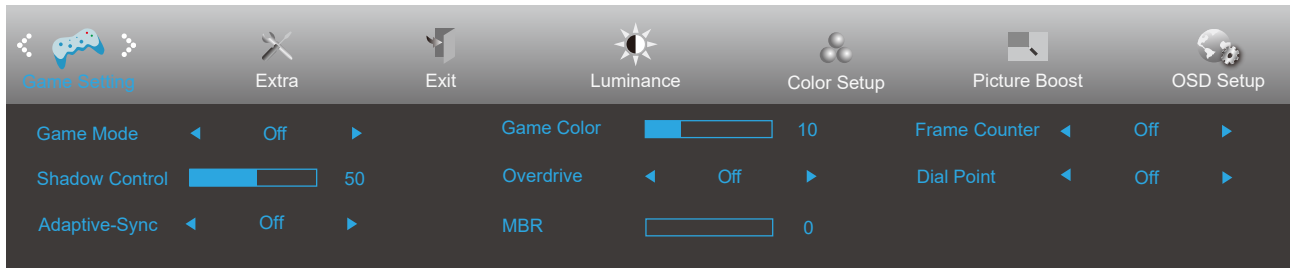 Game Setting Extra Exit Luminance Color Setup Picture Boost OSD Setup
Game Mode Off Game Color 10 Frame Counter Off
Shadow Control 50 Overdrive Off Dial Point Off
Adaptive-Sync Off MBR 0